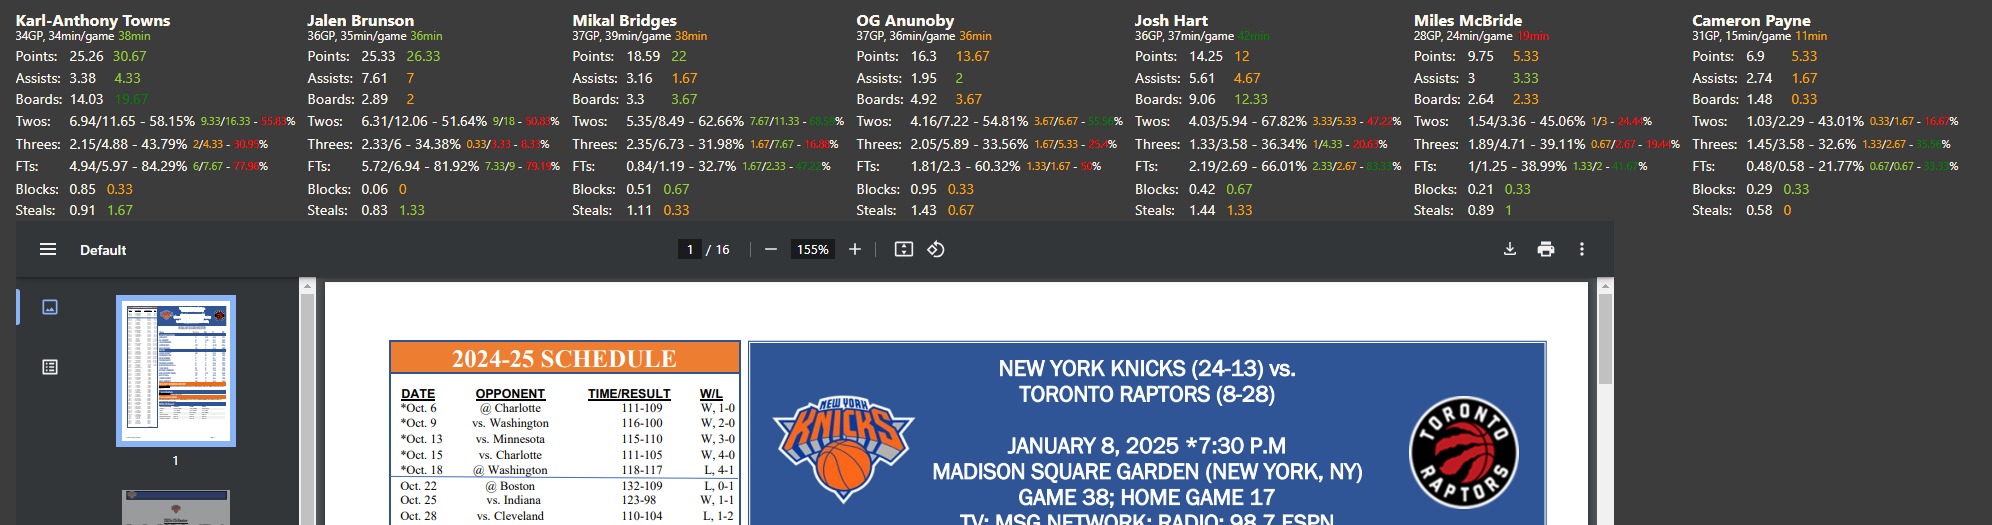 Karl-Anthony Towns
34GP, 34min/game 38min
Points: 25.26 30.67
Assists: 3.38 4.33
Boards: 14.03 19.67
Twos: 6.94/11.65 - 58.15% 9.33/16.33 - 55.83%
Threes: 2.15/4.88 - 43.79% 2/4.33 - 30.95%
FTs: 4.94/5.97 - 84.29% 6/7.67 - 77.96%
Blocks: 0.85 0.33
Steals: 0.91 1.67
Jalen Brunson
36GP, 35min/game 36min
Points: 25.33 26.33
Assists: 7.61 7
Boards: 2.89 2
Twos: 6.31/12.06 - 51.64% 9/18 - 50.83%
Threes: 2.33/6 - 34.38% 0.33/3.33 - 8.33%
FTs: 5.72/6.94 - 81.92% 7.33/9 - 79.19%
Blocks: 0.06 0
Steals: 0.83 1.33
Mikal Bridges
37GP, 39min/game 38min
Points: 18.59 22
Assists: 3.16 1.67
Boards: 3.3 3.67
Twos: 5.35/8.49 - 62.66% 7.67/11.33 -
Threes: 2.35/6.73 - 31.98% 1.67/7.67 - 16.88%
FTs: 0.84/1.19 - 32.7% 1.67/2.33 - 47.22%
Blocks: 0.51 0.67
Steals: 1.11 0.33
OG Anunoby
37GP, 36min/game 36min
Points: 16.3 13.67
Assists: 1.95 2
Boards: 4.92 3.67
Twos: 4.16/7.22 - 54.81% 3.67/6.67 - 55.56%
Threes: 2.05/5.89 - 33.56% 1.67/5.33 - 25.4%
FTs: 1.81/2.3 - 60.32% 1.33/1.67 - 50%
Blocks: 0.95 0.33
Steals: 1.43 0.67
Josh Hart
36GP, 37min/game 42min
Points: 14.25 12
Assists: 5.61 4.67
Boards: 9.06 12.33
Twos: 4.03/5.94 - 67.82% 3.33/5.33 - 47.22%
Threes: 1.33/3.58 - 36.34% 1/4.33 - 20.63%
FTs: 2.19/2.69 - 66.01% 2.33/2.67 - 83.33%
Blocks: 0.42 0.67
Steals: 1.44 1.33
Miles McBride
28GP, 24min/game 19min
Points: 9.75 5.33
Assists: 3 3.33
Boards: 2.64 2.33
Twos: 1.54/3.36 - 45.06% 1/3 - 24.44%
Threes: 1.89/4.71 - 39.11% 0.67/2.67 - 19.44%
FTs: 1/1.25 - 38.99% 1.33/2 - 41.67%
Blocks: 0.21 0.33
Steals: 0.89 1
Cameron Payne
31GP, 15min/game 11min
Points: 6.9 5.33
Assists: 2.74 1.67
Boards: 1.48 0.33
Twos: 1.03/2.29 - 43.01% 0.33/1.67 - 16.67%
Threes: 1.45/3.58 - 32.6% 1.33/2.67 - 35.56%
FTs: 0.48/0.58 - 21.77% 0.67/0.67 - 33.33%
Blocks: 0.29 0.33
Steals: 0.58 0
Default
1 / 16
155%
1
2024-25 SCHEDULE
DATE OPPONENT TIME/RESULT W/L
*Oct. 6 @ Charlotte 111-109 W, 1-0
*Oct. 9 vs. Washington 116-100 W, 2-0
*Oct. 13 vs. Minnesota 115-110 W, 3-0
*Oct. 15 vs. Charlotte 111-105 W, 4-0
*Oct. 18 @ Washington 118-117 L, 4-1
Oct. 22 @ Boston 132-109 L, 0-1
Oct. 25 vs. Indiana 123-98 W, 1-1
Oct. 28 vs. Cleveland 110-104 L, 1-2
NEW YORK
KNICKS
NEW YORK KNICKS (24-13) vs.
TORONTO RAPTORS (8-28)
JANUARY 8, 2025 *7:30 P.M
MADISON SQUARE GARDEN (NEW YORK, NY)
GAME 38; HOME GAME 17
TV: MSG NETWORK; RADIO: 98.7 ESPN
TORONTO
RAPTORS